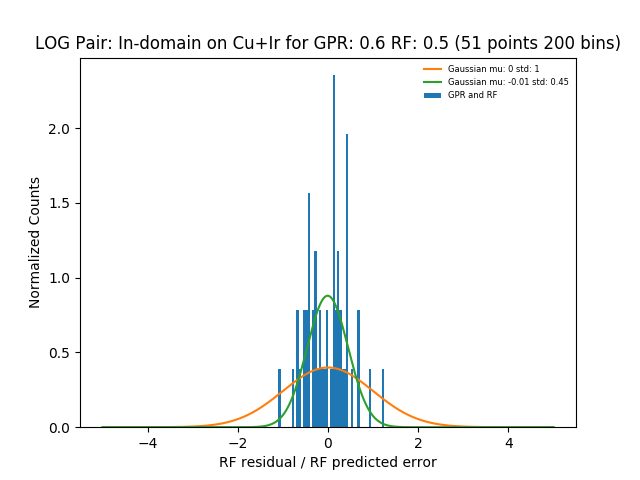 LOG Pair: In-domain on Cu+Ir for GPR: 0.6 RF: 0.5 (51 points 200 bins)
Gaussian mu: 0 std: 1
Gaussian mu: -0.01 std: 0.45
GPR and RF
Normalized Counts
2.0
1.5
1.0
0.5
0.0
−4 −2 0 2 4
RF residual / RF predicted error